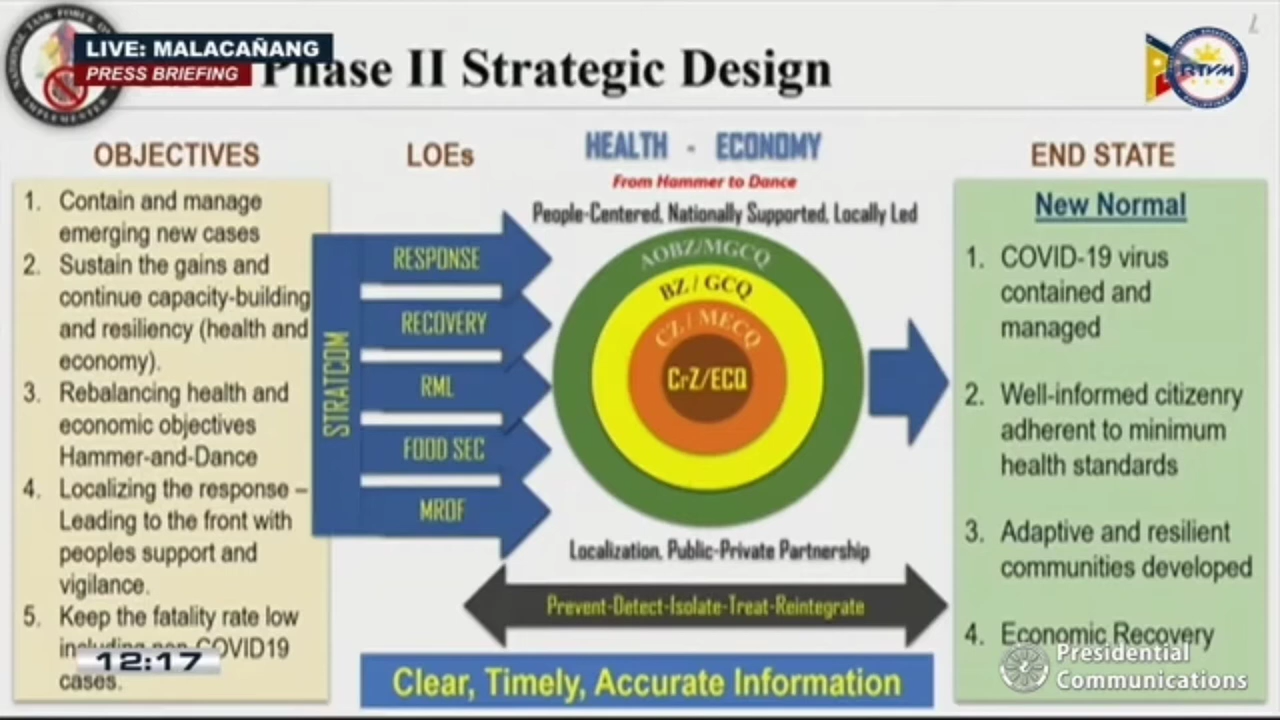 LIVE: MALACAÑANG
PRESS BRIEFING
Phase II Strategic Design
RTVM
OBJECTIVES
1. Contain and manage
emerging new cases
2. Sustain the gains and
continue capacity-building
and resiliency (health and
economy).
3. Rebalancing health and
economic objectives
Hammer-and-Dance
4. Localizing the response –
Leading to the front with
peoples support and
vigilance.
5. Keep the fatality rate low
including non-COVID19
cases.
12:17
LOEs
STRATCOM
RESPONSE
RECOVERY
RML
FOOD SEC
MROF
HEALTH - ECONOMY
From Hammer to Dance
People-Centered, Nationally Supported, Locally Led
AOBZ/MGCQ
BZ / GCQ
CZ / MECQ
CrZ/ECQ
Localization, Public-Private Partnership
Prevent-Detect-Isolate-Treat-Reintegrate
Clear, Timely, Accurate Information
END STATE
New Normal
1. COVID-19 virus
contained and
managed
2. Well-informed citizenry
adherent to minimum
health standards
3. Adaptive and resilient
communities developed
4. Economic Recovery
Presidential
Communications